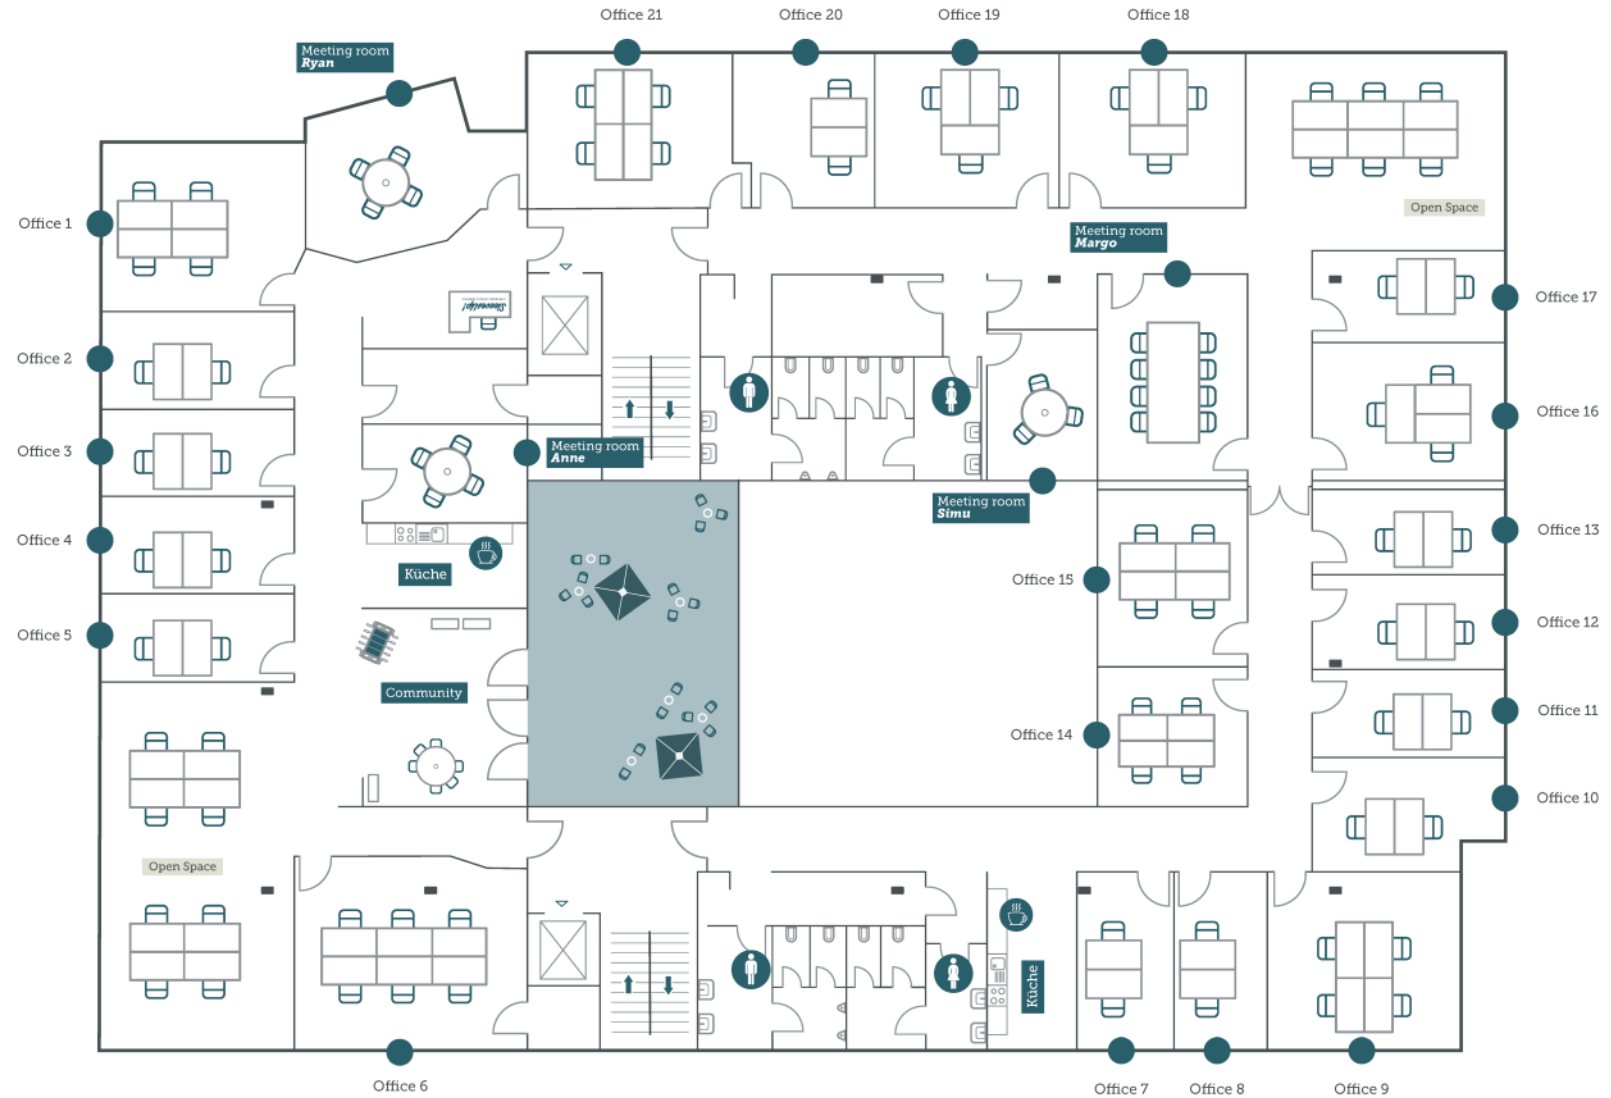 Office 21
Office 20
Office 19
Office 18
Meeting room
Ryan
Open Space
Office 1
Meeting room
Margo
Office 17
Office 2
Office 16
Office 3
Meeting room
Anne
Meeting room
Simu
Office 13
Office 4
Küche
Office 15
Office 12
Office 5
Community
Office 11
Office 14
Office 10
Open Space
Küche
Office 6
Office 7
Office 8
Office 9